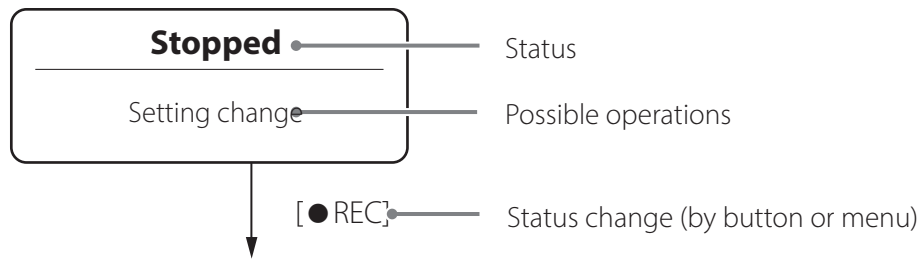 Stopped
Status
Setting change
Possible operations
[●REC]
Status change (by button or menu)